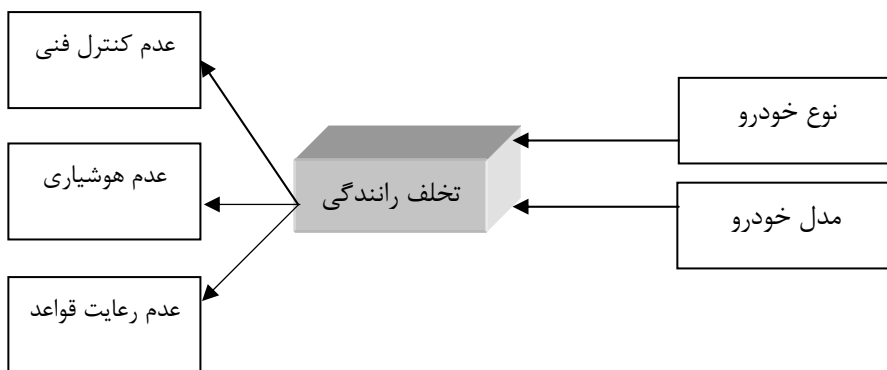 نوع خودرو
مدل خودرو
تخلف رانندگی
عدم کنترل فنی
عدم هوشیاری
عدم رعایت قواعد